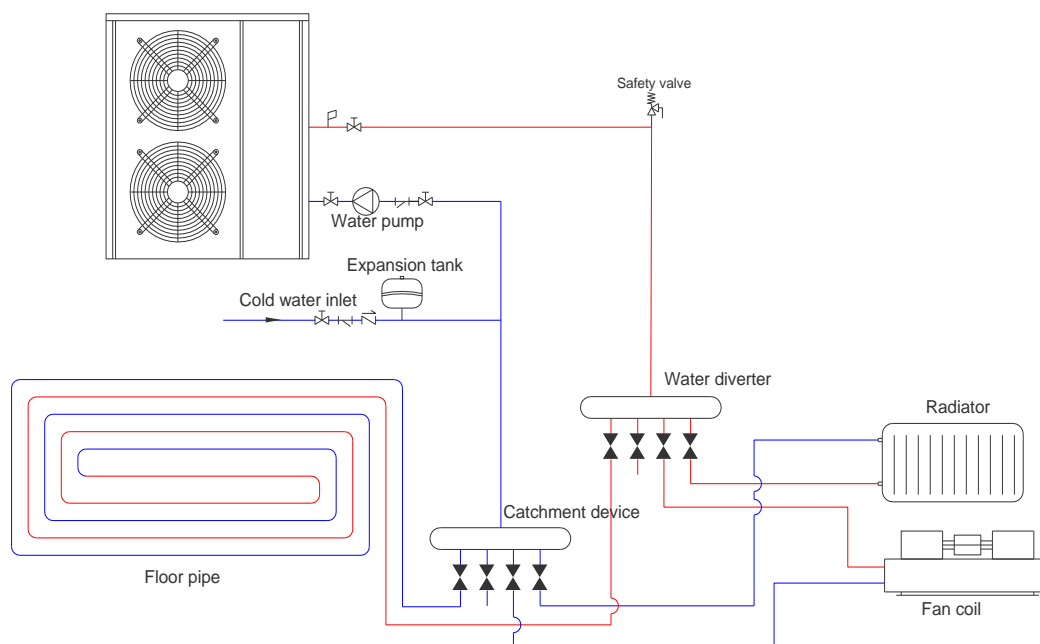 Safety valve
Water pump
Expansion tank
Cold water inlet
Water diverter
Radiator
Catchment device
Floor pipe
Fan coil